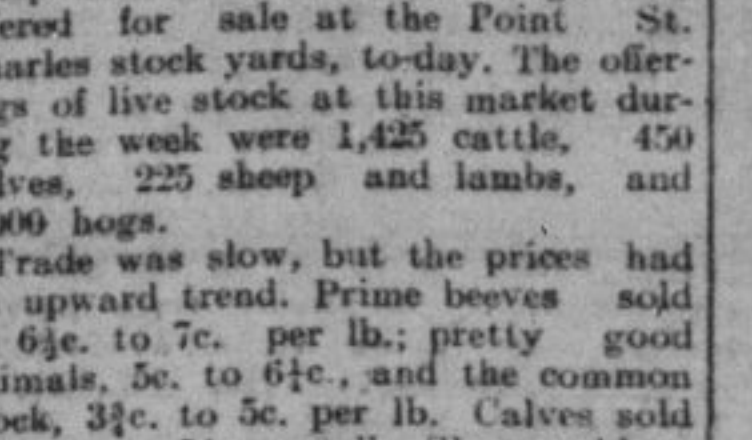 ered for sale at the Point St.
arles stock yards, to-day. The offer-
gs of live stock at this market dur-
g the week were 1,425 cattle, 450
lves, 225 sheep and lambs, and
000 hogs.
Trade was slow, but the prices had
upward trend. Prime beeves sold
6½c. to 7c. per lb.; pretty good
imals, 5c. to 6¼c., and the common
ock, 3¾c. to 5c. per lb. Calves sold